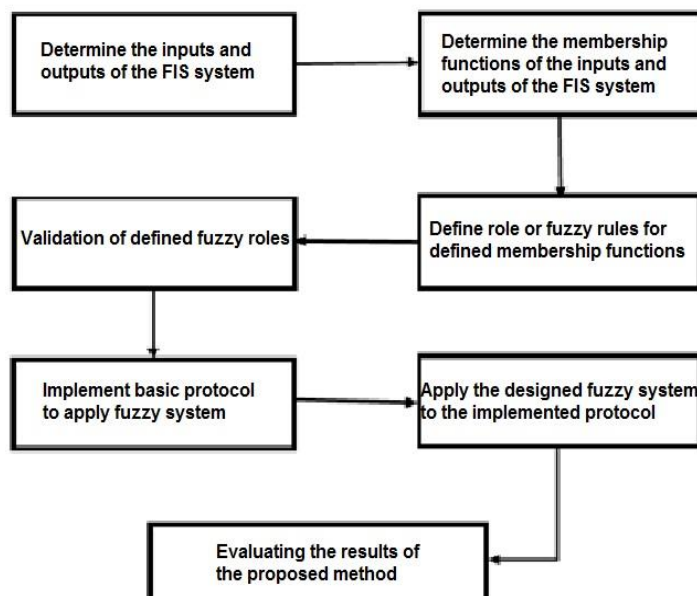 Determine the inputs and
outputs of the FIS system
Determine the membership
functions of the inputs and
outputs of the FIS system
Define role or fuzzy rules for
defined membership functions
Validation of defined fuzzy roles
Implement basic protocol
to apply fuzzy system
Apply the designed fuzzy system
to the implemented protocol
Evaluating the results of
the proposed method